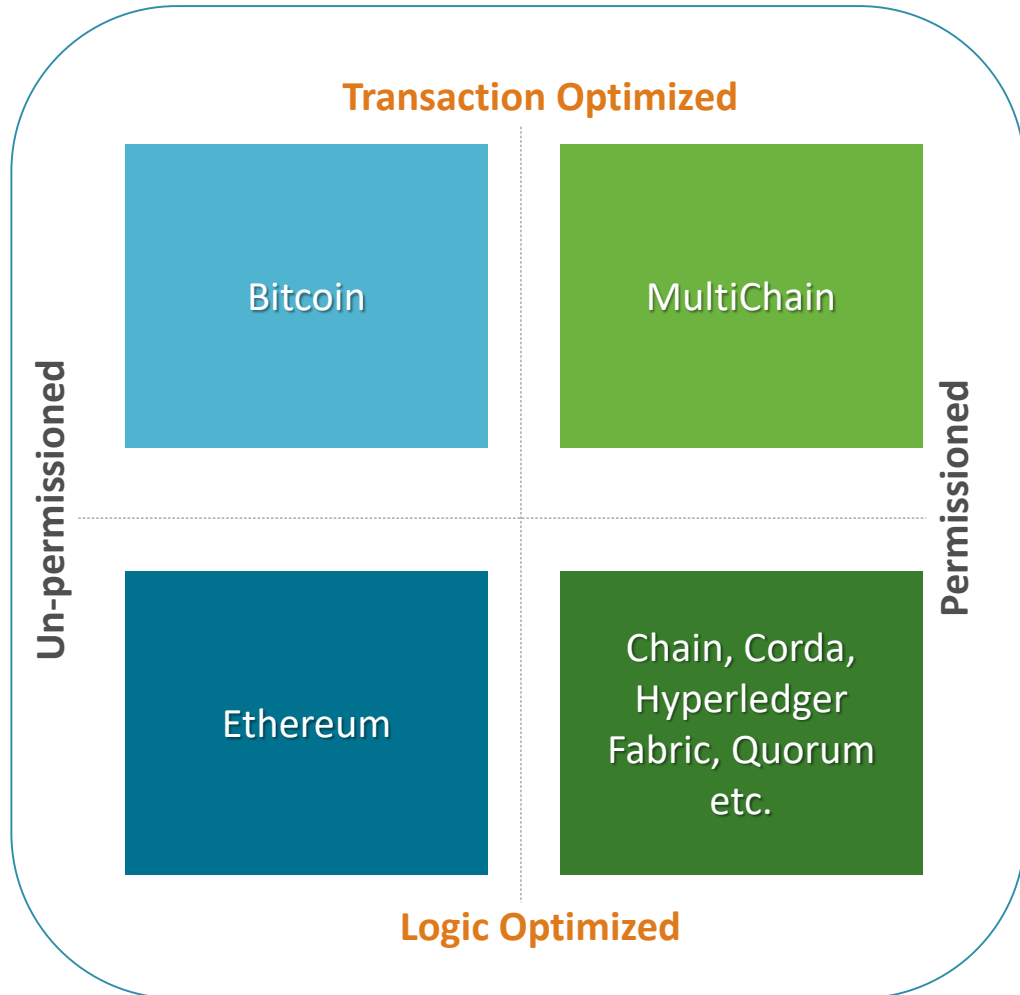 Transaction Optimized
Bitcoin
MultiChain
Un-permissioned
Permissioned
Ethereum
Chain, Corda,
Hyperledger
Fabric, Quorum
etc.
Logic Optimized